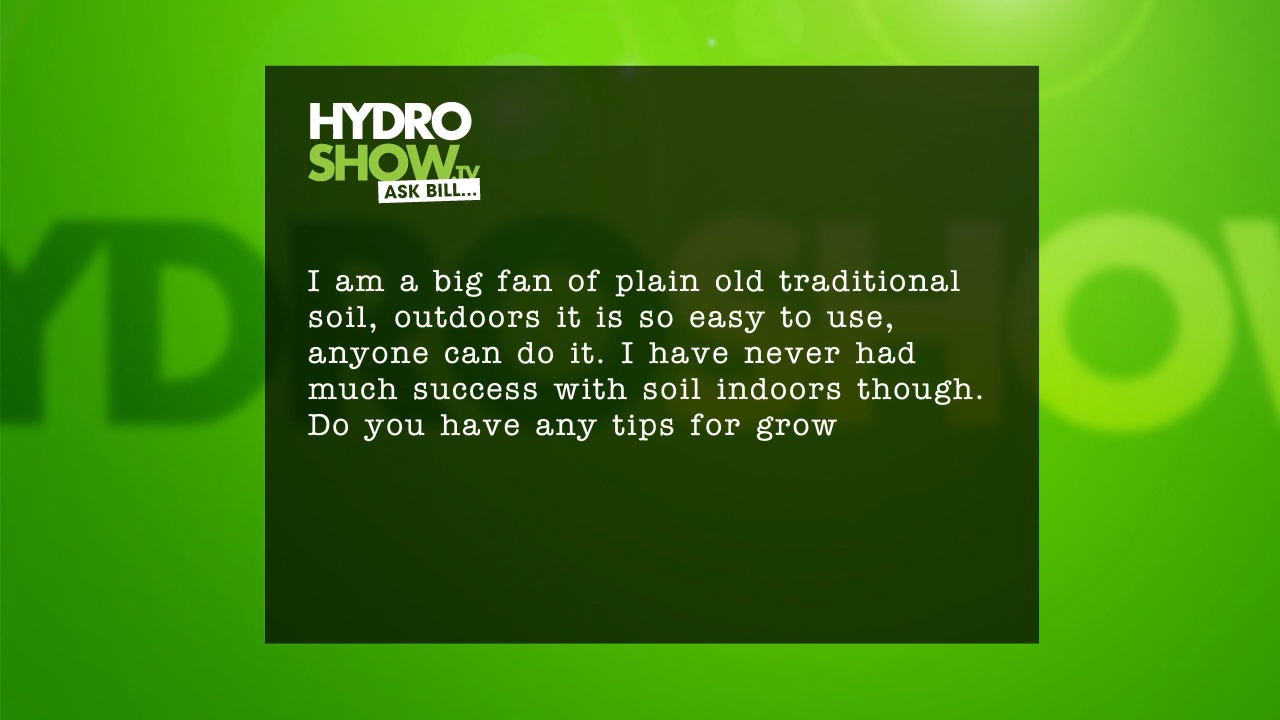 HYDRO
SHOW.TV
ASK BILL...
I am a big fan of plain old traditional
soil, outdoors it is so easy to use,
anyone can do it. I have never had
much success with soil indoors though.
Do you have any tips for grow
YDROSHOW